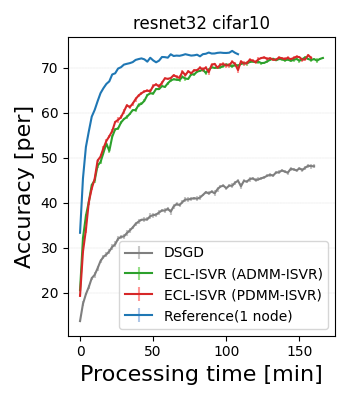 resnet32 cifar10
Accuracy [per]
70
60
50
40
30
20
DSGD
ECL-ISVR (ADMM-ISVR)
ECL-ISVR (PDMM-ISVR)
Reference(1 node)
0 50 100 150
Processing time [min]